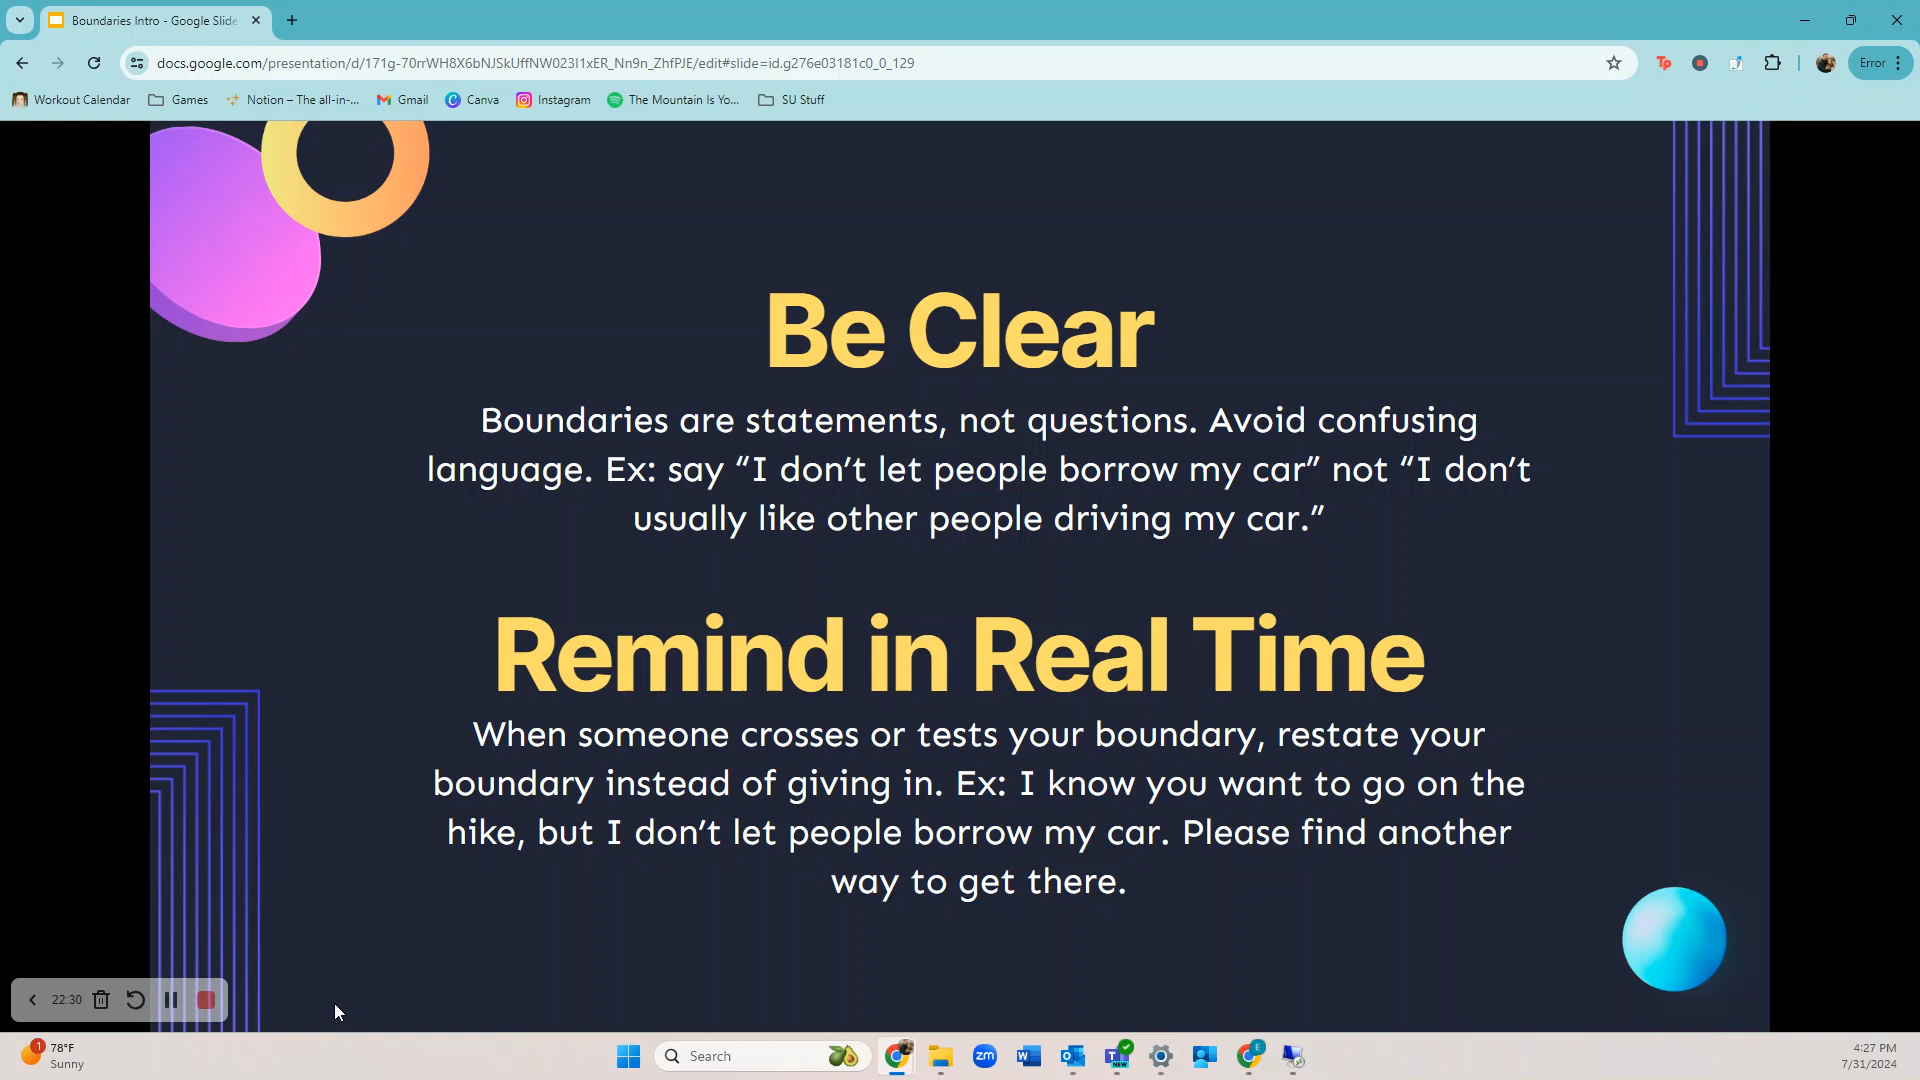 Boundaries Intro - Google Slide
docs.google.com/presentation/d/171g-70rrWH8X6bNJSkUffNW023I1xER_Nn9n_ZhfPJE/edit#slide=id.g276e03181c0_0_129
Tp
Error
Workout Calendar
Games
Notion – The all-in-...
Gmail
Canva
Instagram
The Mountain Is Yo...
SU Stuff
Be Clear
Boundaries are statements, not questions. Avoid confusing
language. Ex: say “I don’t let people borrow my car” not “I don’t
usually like other people driving my car.”
Remind in Real Time
When someone crosses or tests your boundary, restate your
boundary instead of giving in. Ex: I know you want to go on the
hike, but I don’t let people borrow my car. Please find another
way to get there.
22:30
1
78°F
Sunny
Search
zm
W
T
NEW
E
4:27 PM
7/31/2024